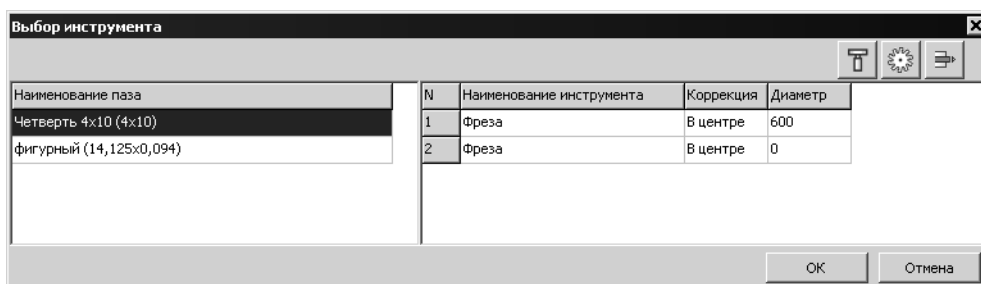 Выбор инструмента
Наименование паза
Четверть 4x10 (4x10)
фигурный (14,125x0,094)
N Наименование инструмента Коррекция Диаметр
1 Фреза В центре 600
2 Фреза В центре 0
ОК Отмена